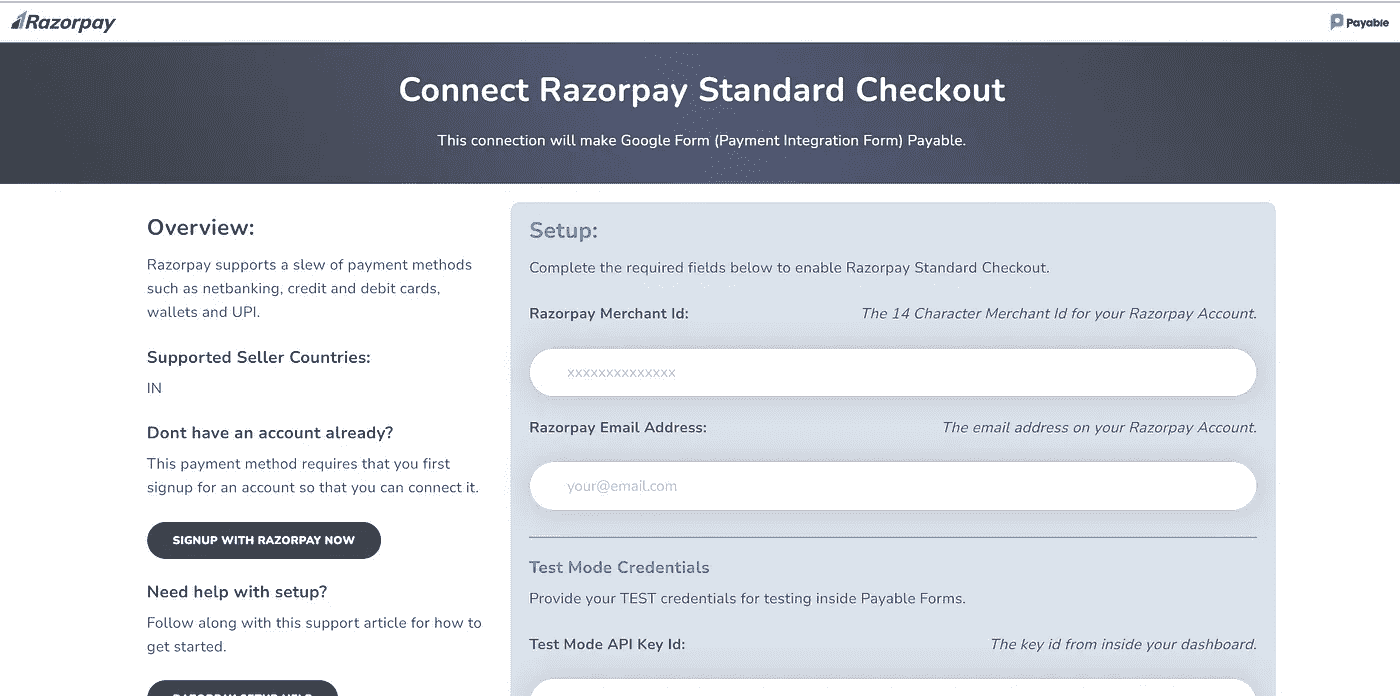 Razorpay
Payable
Connect Razorpay Standard Checkout
This connection will make Google Form (Payment Integration Form) Payable.
Overview:
Razorpay supports a slew of payment methods
such as netbanking, credit and debit cards,
wallets and UPI.
Supported Seller Countries:
IN
Dont have an account already?
This payment method requires that you first
signup for an account so that you can connect it.
SIGNUP WITH RAZORPAY NOW
Need help with setup?
Follow along with this support article for how to
get started.
RAZORPAY SETUP HELP
Setup:
Complete the required fields below to enable Razorpay Standard Checkout.
Razorpay Merchant Id: The 14 Character Merchant Id for your Razorpay Account.
xxxxxxxxxxxxxx
Razorpay Email Address: The email address on your Razorpay Account.
your@email.com
Test Mode Credentials
Provide your TEST credentials for testing inside Payable Forms.
Test Mode API Key Id: The key id from inside your dashboard.